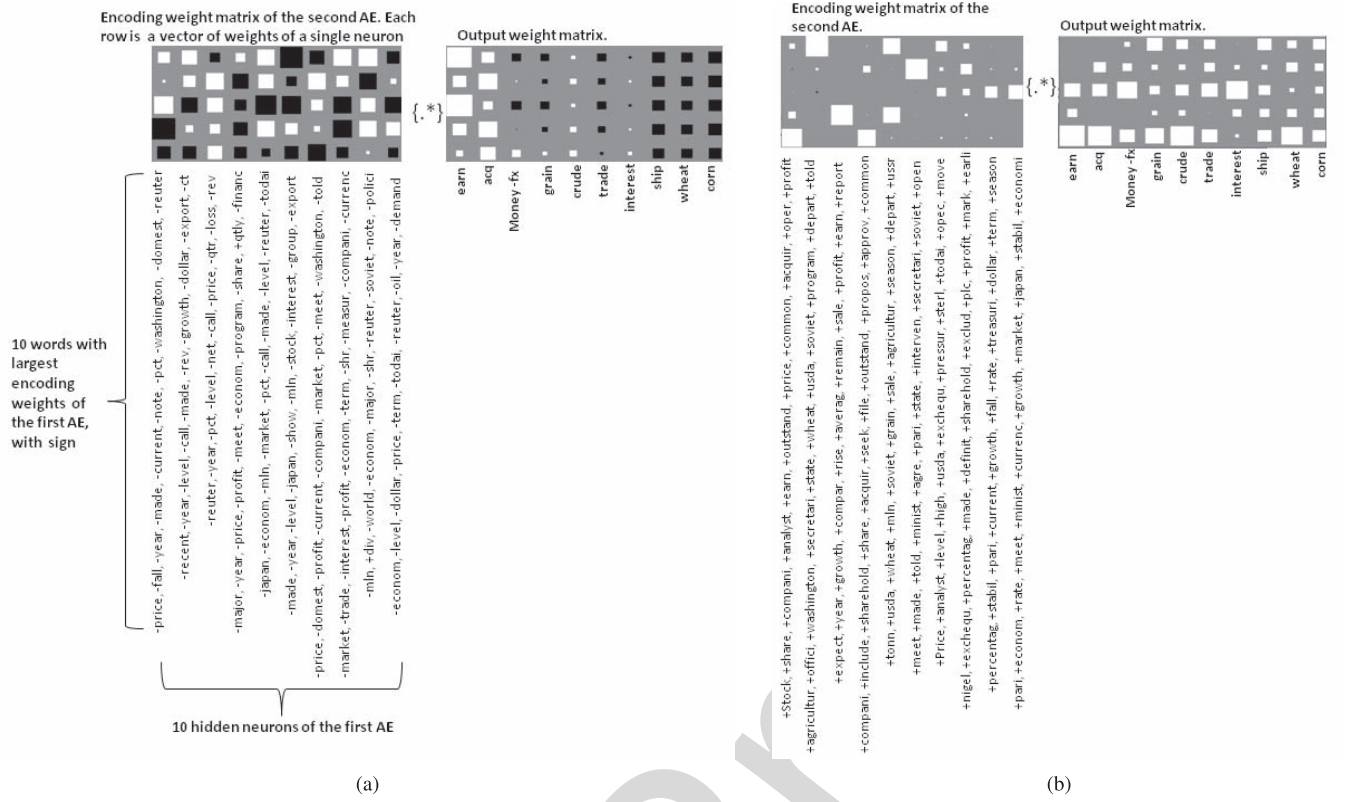 Encoding weight matrix of the second AE. Each
row is a vector of weights of a single neuron
Output weight matrix.
{.*}
earn
acq
Money-fx
grain
crude
trade
interest
ship
wheat
corn
10 words with
largest
encoding
weights of
the first AE,
with sign
-price, -fall, -year, -made, -current, -note, -pct, -washington, -domest, -reuter
-recent, -year, -level, -call, -made, -rev, -growth, -dollar, -export, -ct
-reuter, -year, -pct, -level, -net, -call, -price, -qtr, -loss, -rev
-major, -year, -price, -profit, -meet, -econom, -program, -share, +qtly, -financ
-japan, -econom, -mln, -market, -pct, -call, -made, -level, -reuter, -todai
-made, -year, -level, -japan, -show, -mln, -stock, -interest, -group, -export
-price, -domest, -profit, -current, -compani, -market, -pct, -meet, -washington, -told
-market, -trade, -interest, -profit, -econom, -term, -shr, -measur, -compani, -currenc
-mln, +div, -world, -econom, -major, -shr, -reuter, -soviet, -note, -polici
-econom, -level, -dollar, -price, -term, -todai, -reuter, -oil, -year, -demand
10 hidden neurons of the first AE
(a)
Encoding weight matrix of the
second AE.
Output weight matrix.
{.*}
earn
acq
Money-fx
grain
crude
trade
interest
ship
wheat
corn
+Stock, +share, +compani, +analyst, +earn, +outstand, +price, +common, +acquir, +oper, +profit
+agricultur, +offici, +washington, +secretari, +state, +wheat, +usda, +soviet, +program, +depart, +told
+expect, +year, +growth, +compar, +rise, +averag, +remain, +sale, +profit, +earn, +report
+compani, +include, +sharehold, +share, +acquir, +seek, +file, +outstand, +propos, +approv, +common
+tonn, +usda, +wheat, +mln, +soviet, +grain, +sale, +agricultur, +season, +depart, +ussr
+meet, +made, +told, +minist, +agre, +pari, +state, +interven, +secretari, +soviet, +open
+Price, +analyst, +level, +high, +usda, +exchequ, +pressur, +sterl, +todai, +opec, +move
+nigel, +exchequ, +percentag, +made, +definit, +sharehold, +exclud, +plc, +profit, +mark, +earli
+percentag, +stabil, +pari, +current, +growth, +fall, +rate, +treasuri, +dollar, +term, +season
+pari, +econom, +rate, +meet, +minist, +currenc, +growth, +market, +japan, +stabil, +economi
(b)